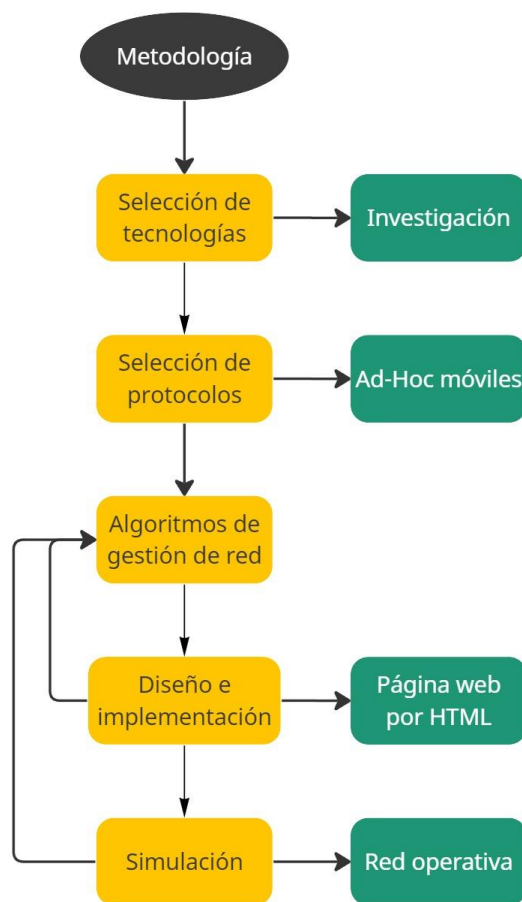 Metodología
Selección de
tecnologías
Investigación
Selección de
protocolos
Ad-Hoc móviles
Algoritmos de
gestión de red
Diseño e
implementación
Página web
por HTML
Simulación
Red operativa